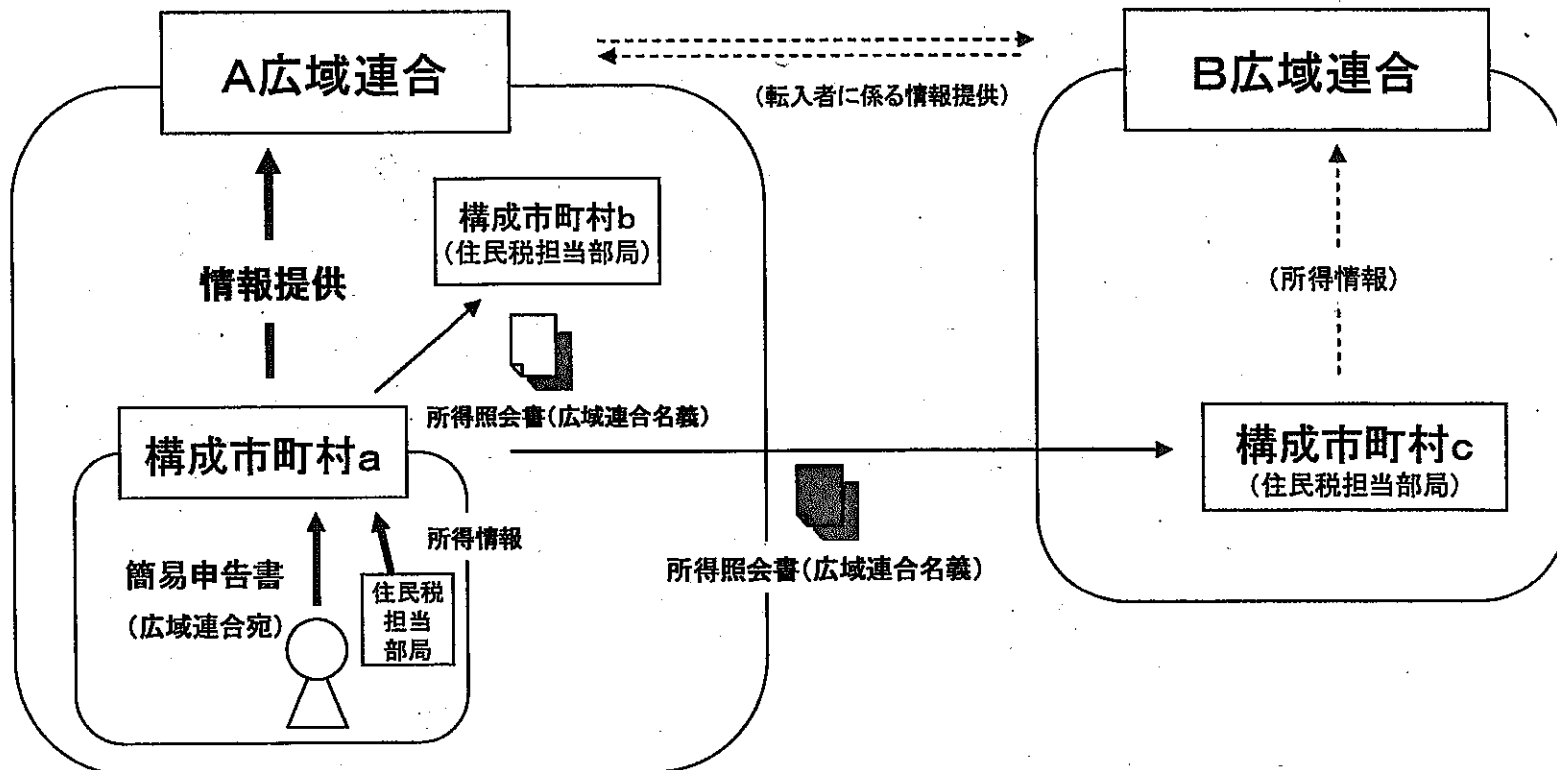 A広域連合
B広域連合
(転入者に係る情報提供)
構成市町村b
(住民税担当部局)
情報提供
(所得情報)
所得照会書(広域連合名義)
構成市町村a
構成市町村c
(住民税担当部局)
所得情報
所得照会書(広域連合名義)
簡易申告書
(広域連合宛)
住民税
担当
部局